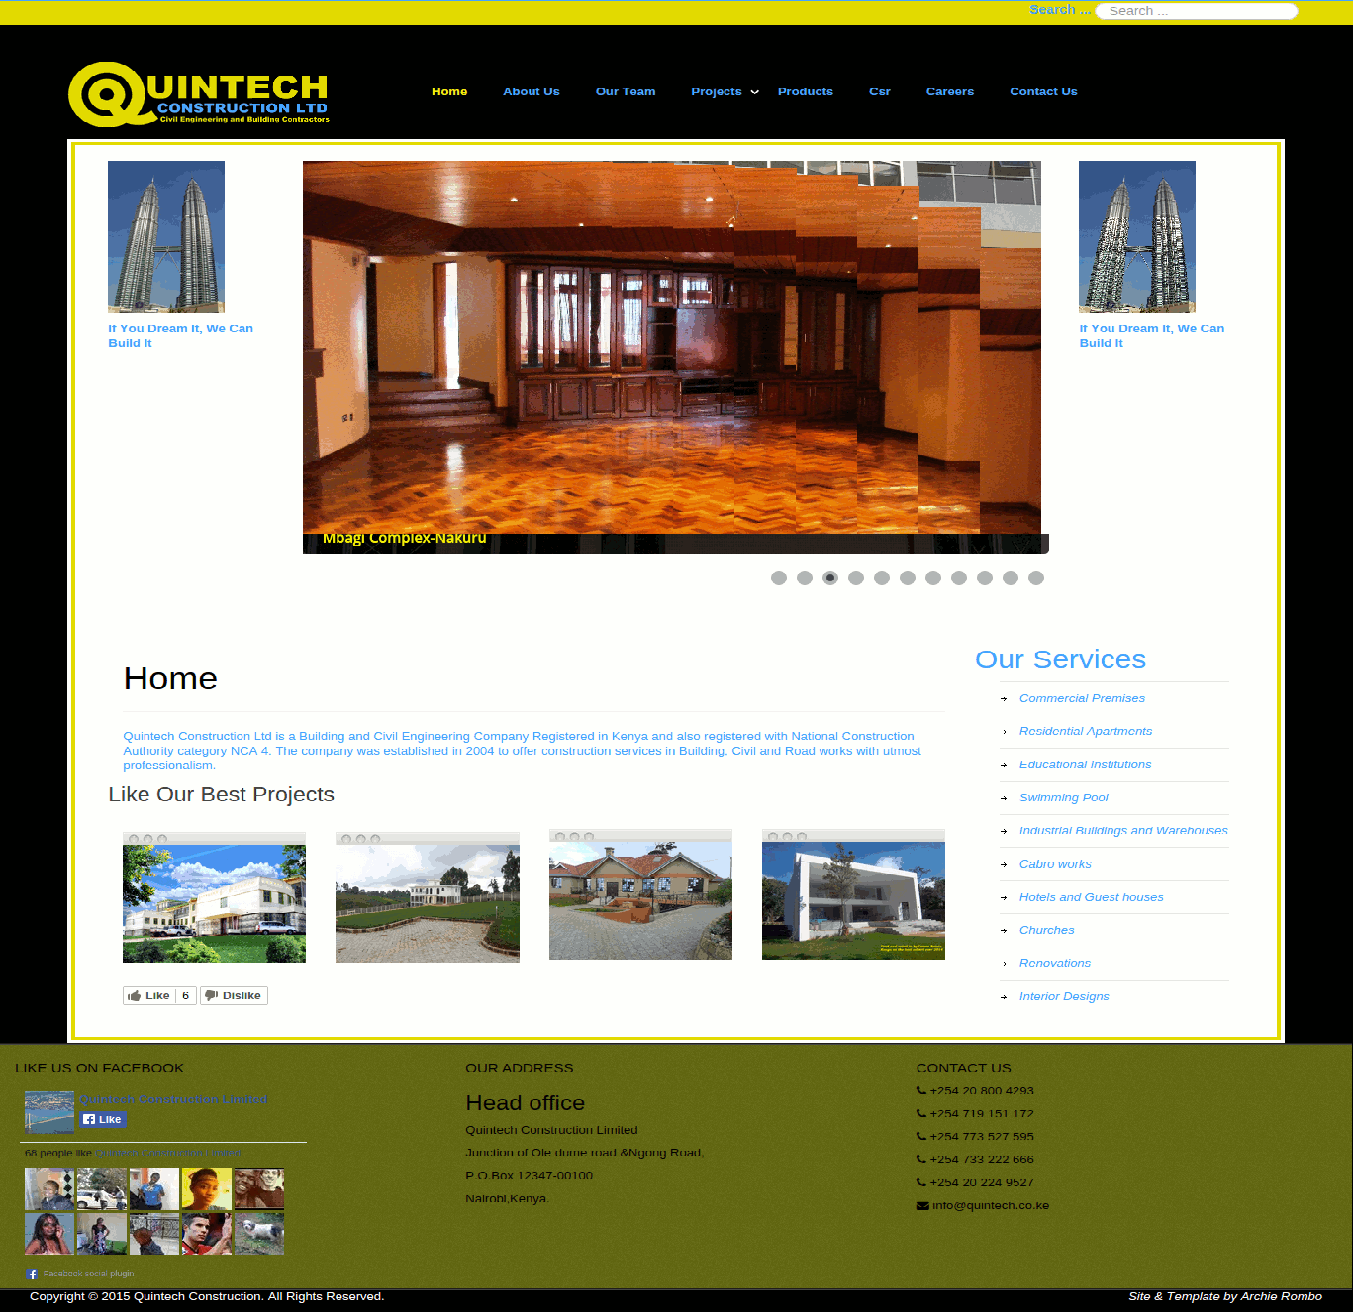 Search ... Search ...
QUINTECH
CONSTRUCTION LTD
Civil Engineering and Building Contractors
Home About Us Our Team Projects Products Csr Careers Contact Us
If You Dream It, We Can
Build It
Mbagi Complex-Nakuru
If You Dream It, We Can
Build It
Home
Quintech Construction Ltd is a Building and Civil Engineering Company Registered in Kenya and also registered with National Construction
Authority category NCA 4. The company was established in 2004 to offer construction services in Building, Civil and Road works with utmost
professionalism.
Like Our Best Projects
Like 6 Dislike
Our Services
Commercial Premises
Residential Apartments
Educational Institutions
Swimming Pool
Industrial Buildings and Warehouses
Cabro works
Hotels and Guest houses
Churches
Renovations
Interior Designs
LIKE US ON FACEBOOK
Quintech Construction Limited
Like
68 people like Quintech Construction Limited.
Facebook social plugin
OUR ADDRESS
Head office
Quintech Construction Limited
Junction of Ole dume road &Ngong Road,
P.O.Box 12347-00100
Nairobi,Kenya.
CONTACT US
+254 20 800 4293
+254 719 151 172
+254 773 527 595
+254 733 222 666
+254 20 224 9527
info@quintech.co.ke
Copyright © 2015 Quintech Construction. All Rights Reserved.
Site & Template by Archie Rombo